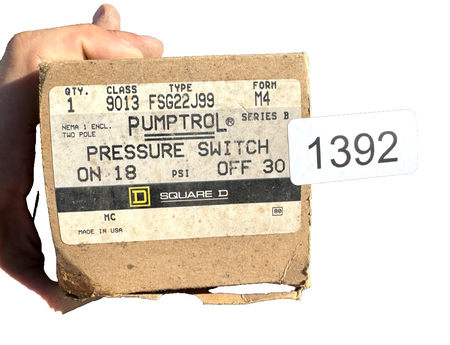 QTY. CLASS TYPE FORM
1 9013 FSG22J99 M4
NEMA 1 ENCL. PUMPTROL® SERIES B
TWO POLE
PRESSURE SWITCH
ON 18 PSI OFF 30
D SQUARE D
MC
MADE IN USA
1392